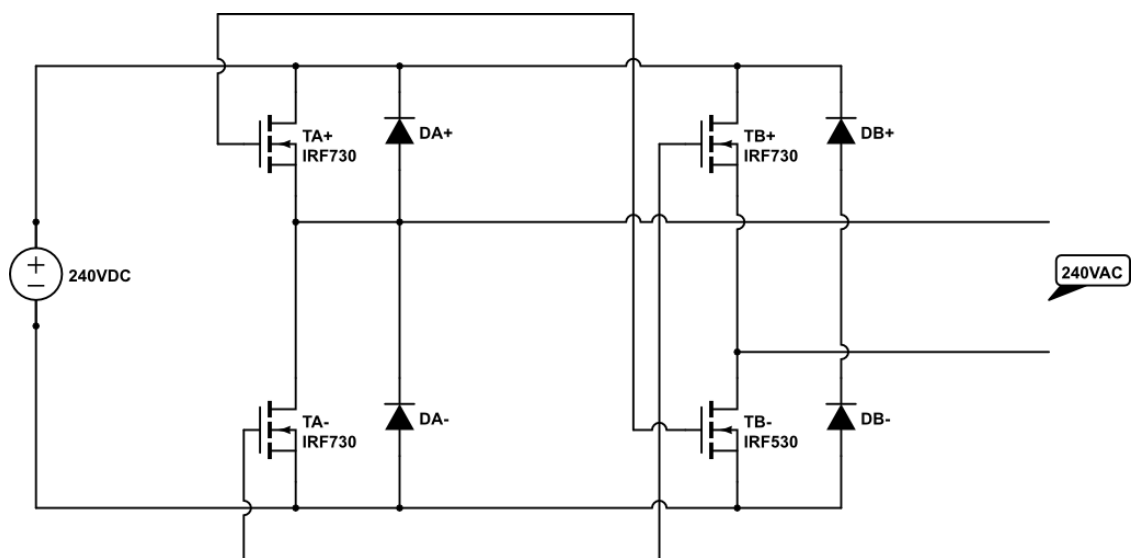 TA+
IRF730
DA+
TB+
IRF730
DB+
240VDC
240VAC
TA-
IRF730
DA-
TB-
IRF530
DB-